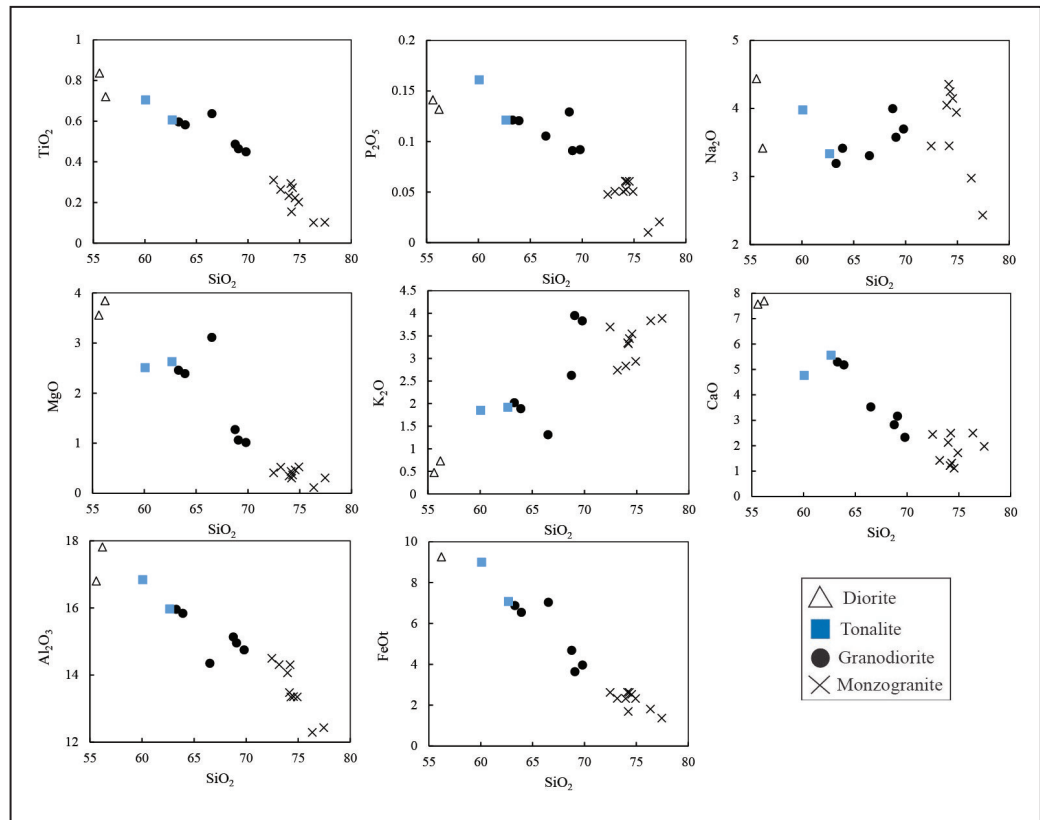 1
0.8
0.6
0.4
0.2
0
TiO₂
55 60 65 70 75 80
SiO₂
0.2
0.15
0.1
0.05
0
P₂O₅
55 60 65 70 75 80
SiO₂
5
4
3
2
Na₂O
55 60 65 70 75 80
SiO₂
4
3
2
1
0
MgO
55 60 65 70 75 80
SiO₂
4.5
4
3.5
3
2.5
2
1.5
1
0.5
0
K₂O
55 60 65 70 75 80
SiO₂
8
7
6
5
4
3
2
1
0
CaO
55 60 65 70 75 80
SiO₂
18
16
14
12
Al₂O₃
55 60 65 70 75 80
SiO₂
10
8
6
4
2
0
FeOt
55 60 65 70 75 80
SiO₂
Diorite
Tonalite
Granodiorite
Monzogranite